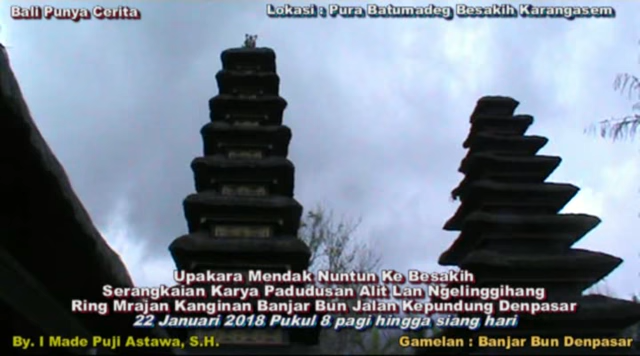 Bali Punya Cerita
Lokasi : Pura Batumadeg Besakih Karangasem
Upakara Mendak Nuntun Ke Besakih
Serangkaian Karya Padudusan Alit Lan Ngelinggihang
Ring Mrajan Kanginan Banjar Bun Jalan Kepundung Denpasar
22 Januari 2018 Pukul 8 pagi hingga siang hari
By. I Made Puji Astawa, S.H.
Gamelan : Banjar Bun Denpasar